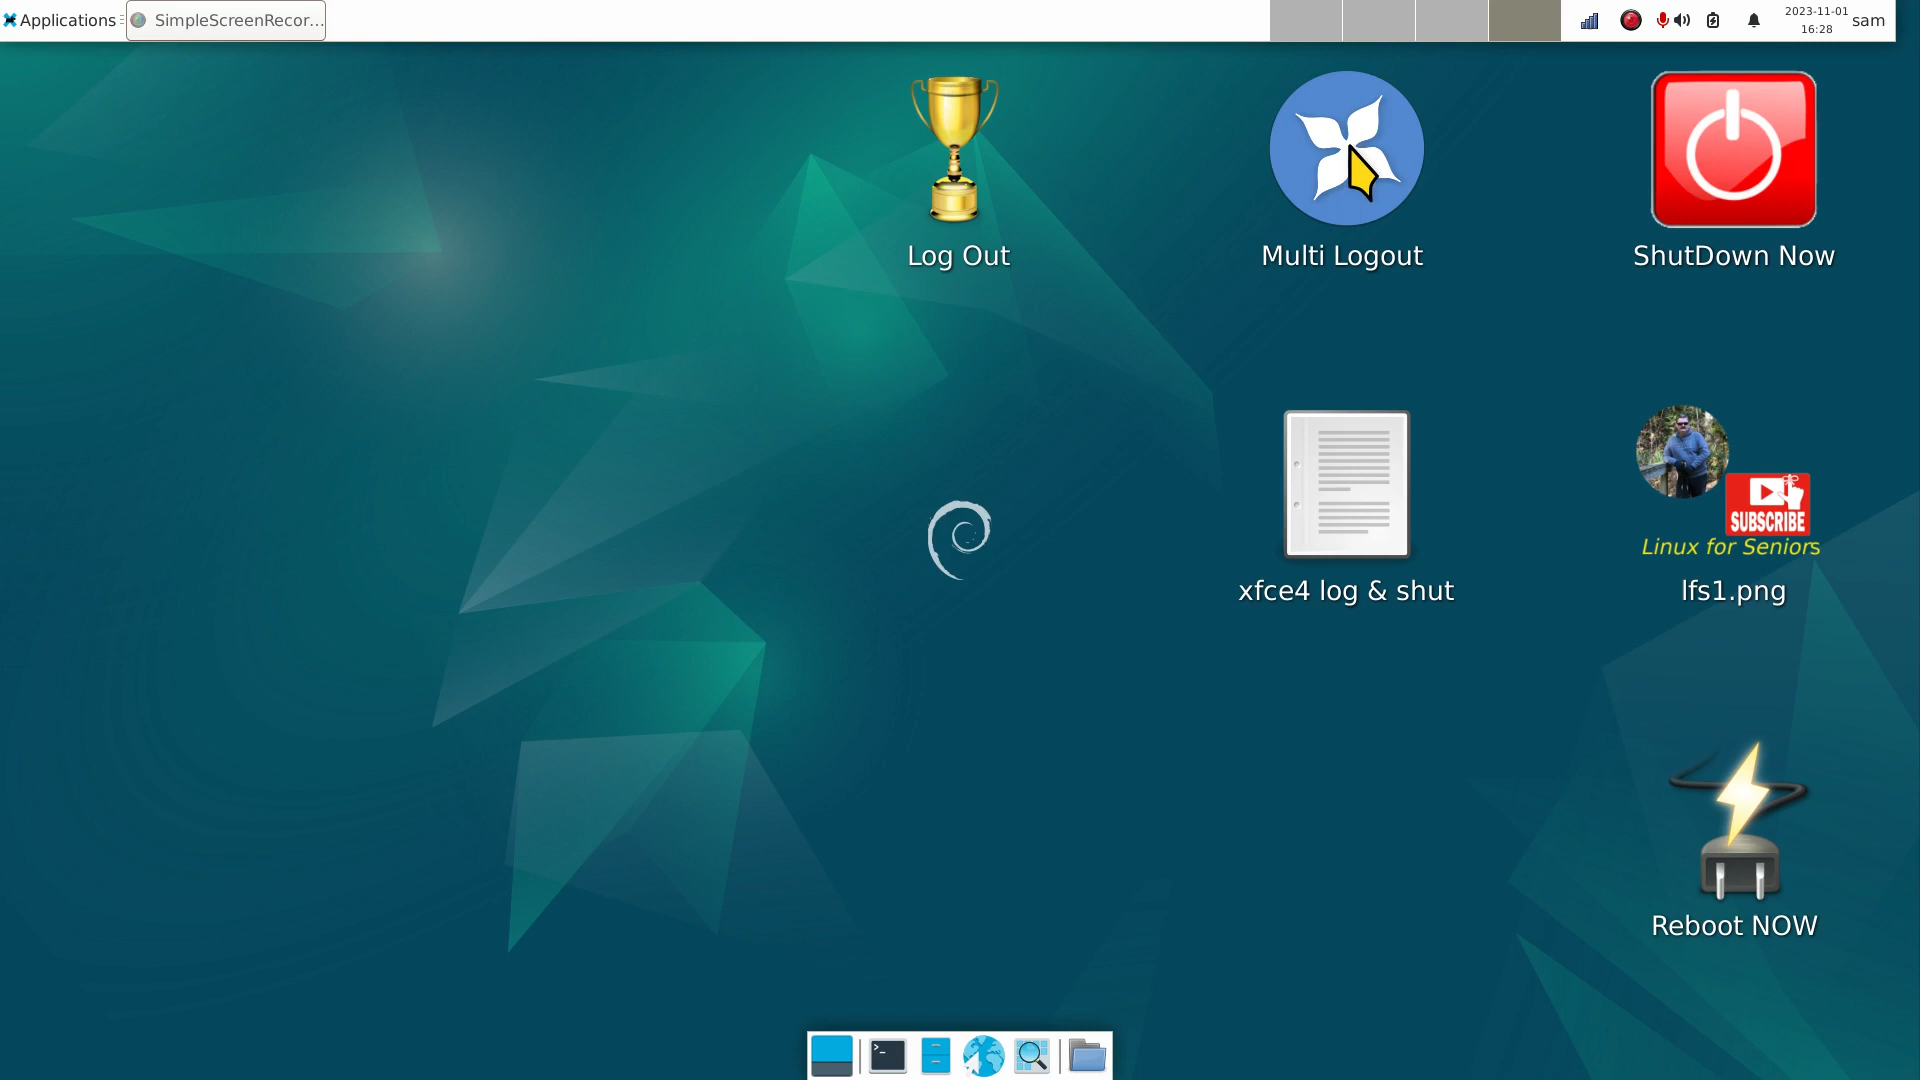 Applications
SimpleScreenRecor...
2023-11-01
16:28
sam
Log Out
Multi Logout
ShutDown Now
SUBSCRIBE
Linux for Seniors
xfce4 log & shut
lfs1.png
Reboot NOW
>_